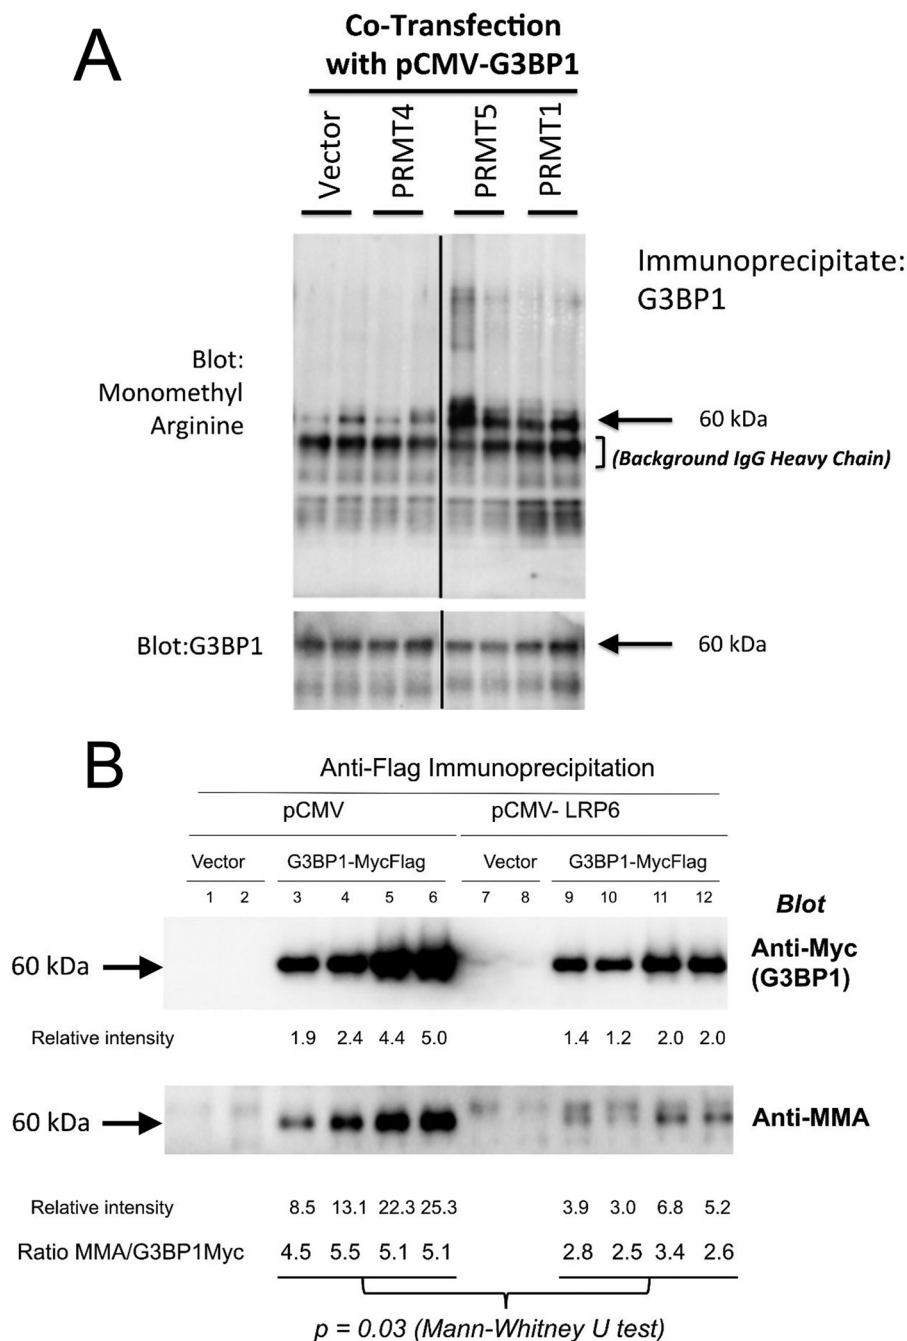 A
Co-Transfection
with pCMV-G3BP1
Vector
PRMT4
PRMT5
PRMT1
Immunoprecipitate:
G3BP1
Blot:
Monomethyl
Arginine
60 kDa
(Background IgG Heavy Chain)
Blot:G3BP1
60 kDa
B
Anti-Flag Immunoprecipitation
pCMV pCMV- LRP6
Vector G3BP1-MycFlag Vector G3BP1-MycFlag
1 2 3 4 5 6 7 8 9 10 11 12
Blot
60 kDa
Anti-Myc
(G3BP1)
Relative intensity 1.9 2.4 4.4 5.0 1.4 1.2 2.0 2.0
60 kDa Anti-MMA
Relative intensity 8.5 13.1 22.3 25.3 3.9 3.0 6.8 5.2
Ratio MMA/G3BP1Myc 4.5 5.5 5.1 5.1 2.8 2.5 3.4 2.6
p = 0.03 (Mann-Whitney U test)